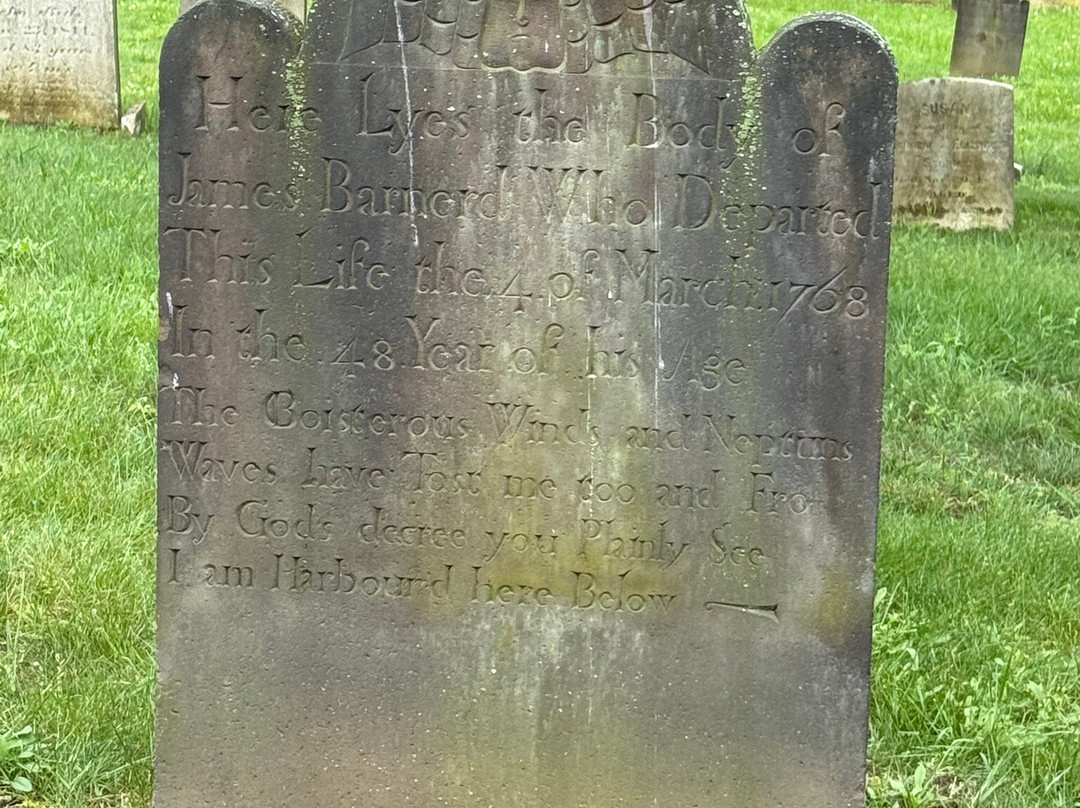 Here Lyes the Body of
James Barnerd Who Departed
This Life the 4 of March 1768
In the 48 Year of his Age
The Boisterous Winds and Neptuns
Waves have Tost me too and Fro
By God's decree you Plainly See
I am Harbour'd here Below
SUSAN